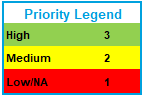 Priority Legend
High 3
Medium 2
Low/NA 1